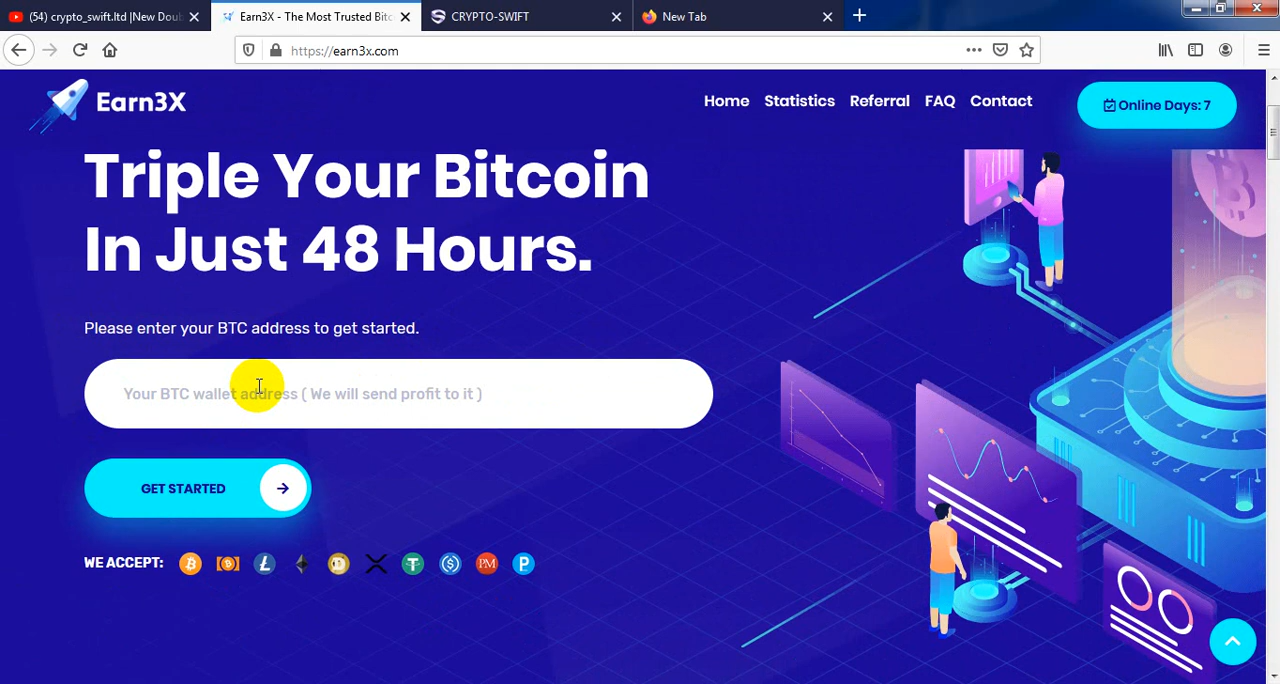 (54) crypto_swift.ltd |New Doub
Earn3X - The Most Trusted Bitc
CRYPTO-SWIFT
New Tab
https://earn3x.com
Earn3X
Home Statistics Referral FAQ Contact
Online Days: 7
Triple Your Bitcoin
In Just 48 Hours.
Please enter your BTC address to get started.
Your BTC wallet address ( We will send profit to it )
GET STARTED
WE ACCEPT:
PM